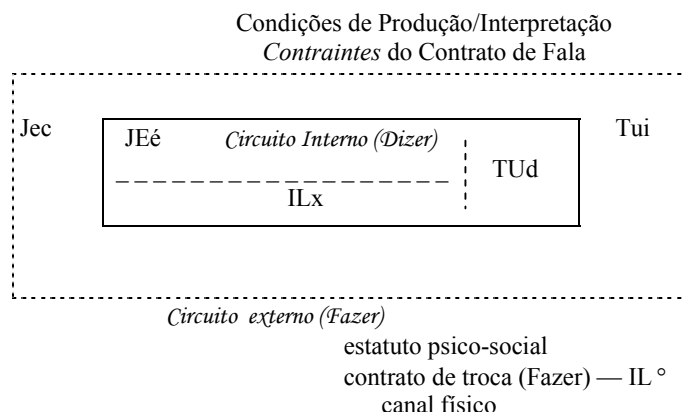 Condições de Produção/Interpretação
Contraintes do Contrato de Fala
Jec
JEé
Circuito Interno (Dizer)
Tui
TUd
ILx
Circuito externo (Fazer)
estatuto psico-social
contrato de troca (Fazer) — IL °
canal físico